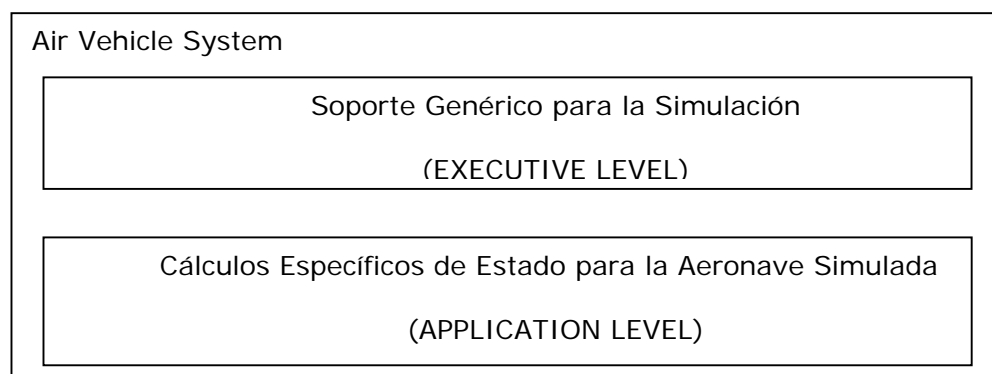 Air Vehicle System
Soporte Genérico para la Simulación
(EXECUTIVE LEVEL)
Cálculos Específicos de Estado para la Aeronave Simulada
(APPLICATION LEVEL)